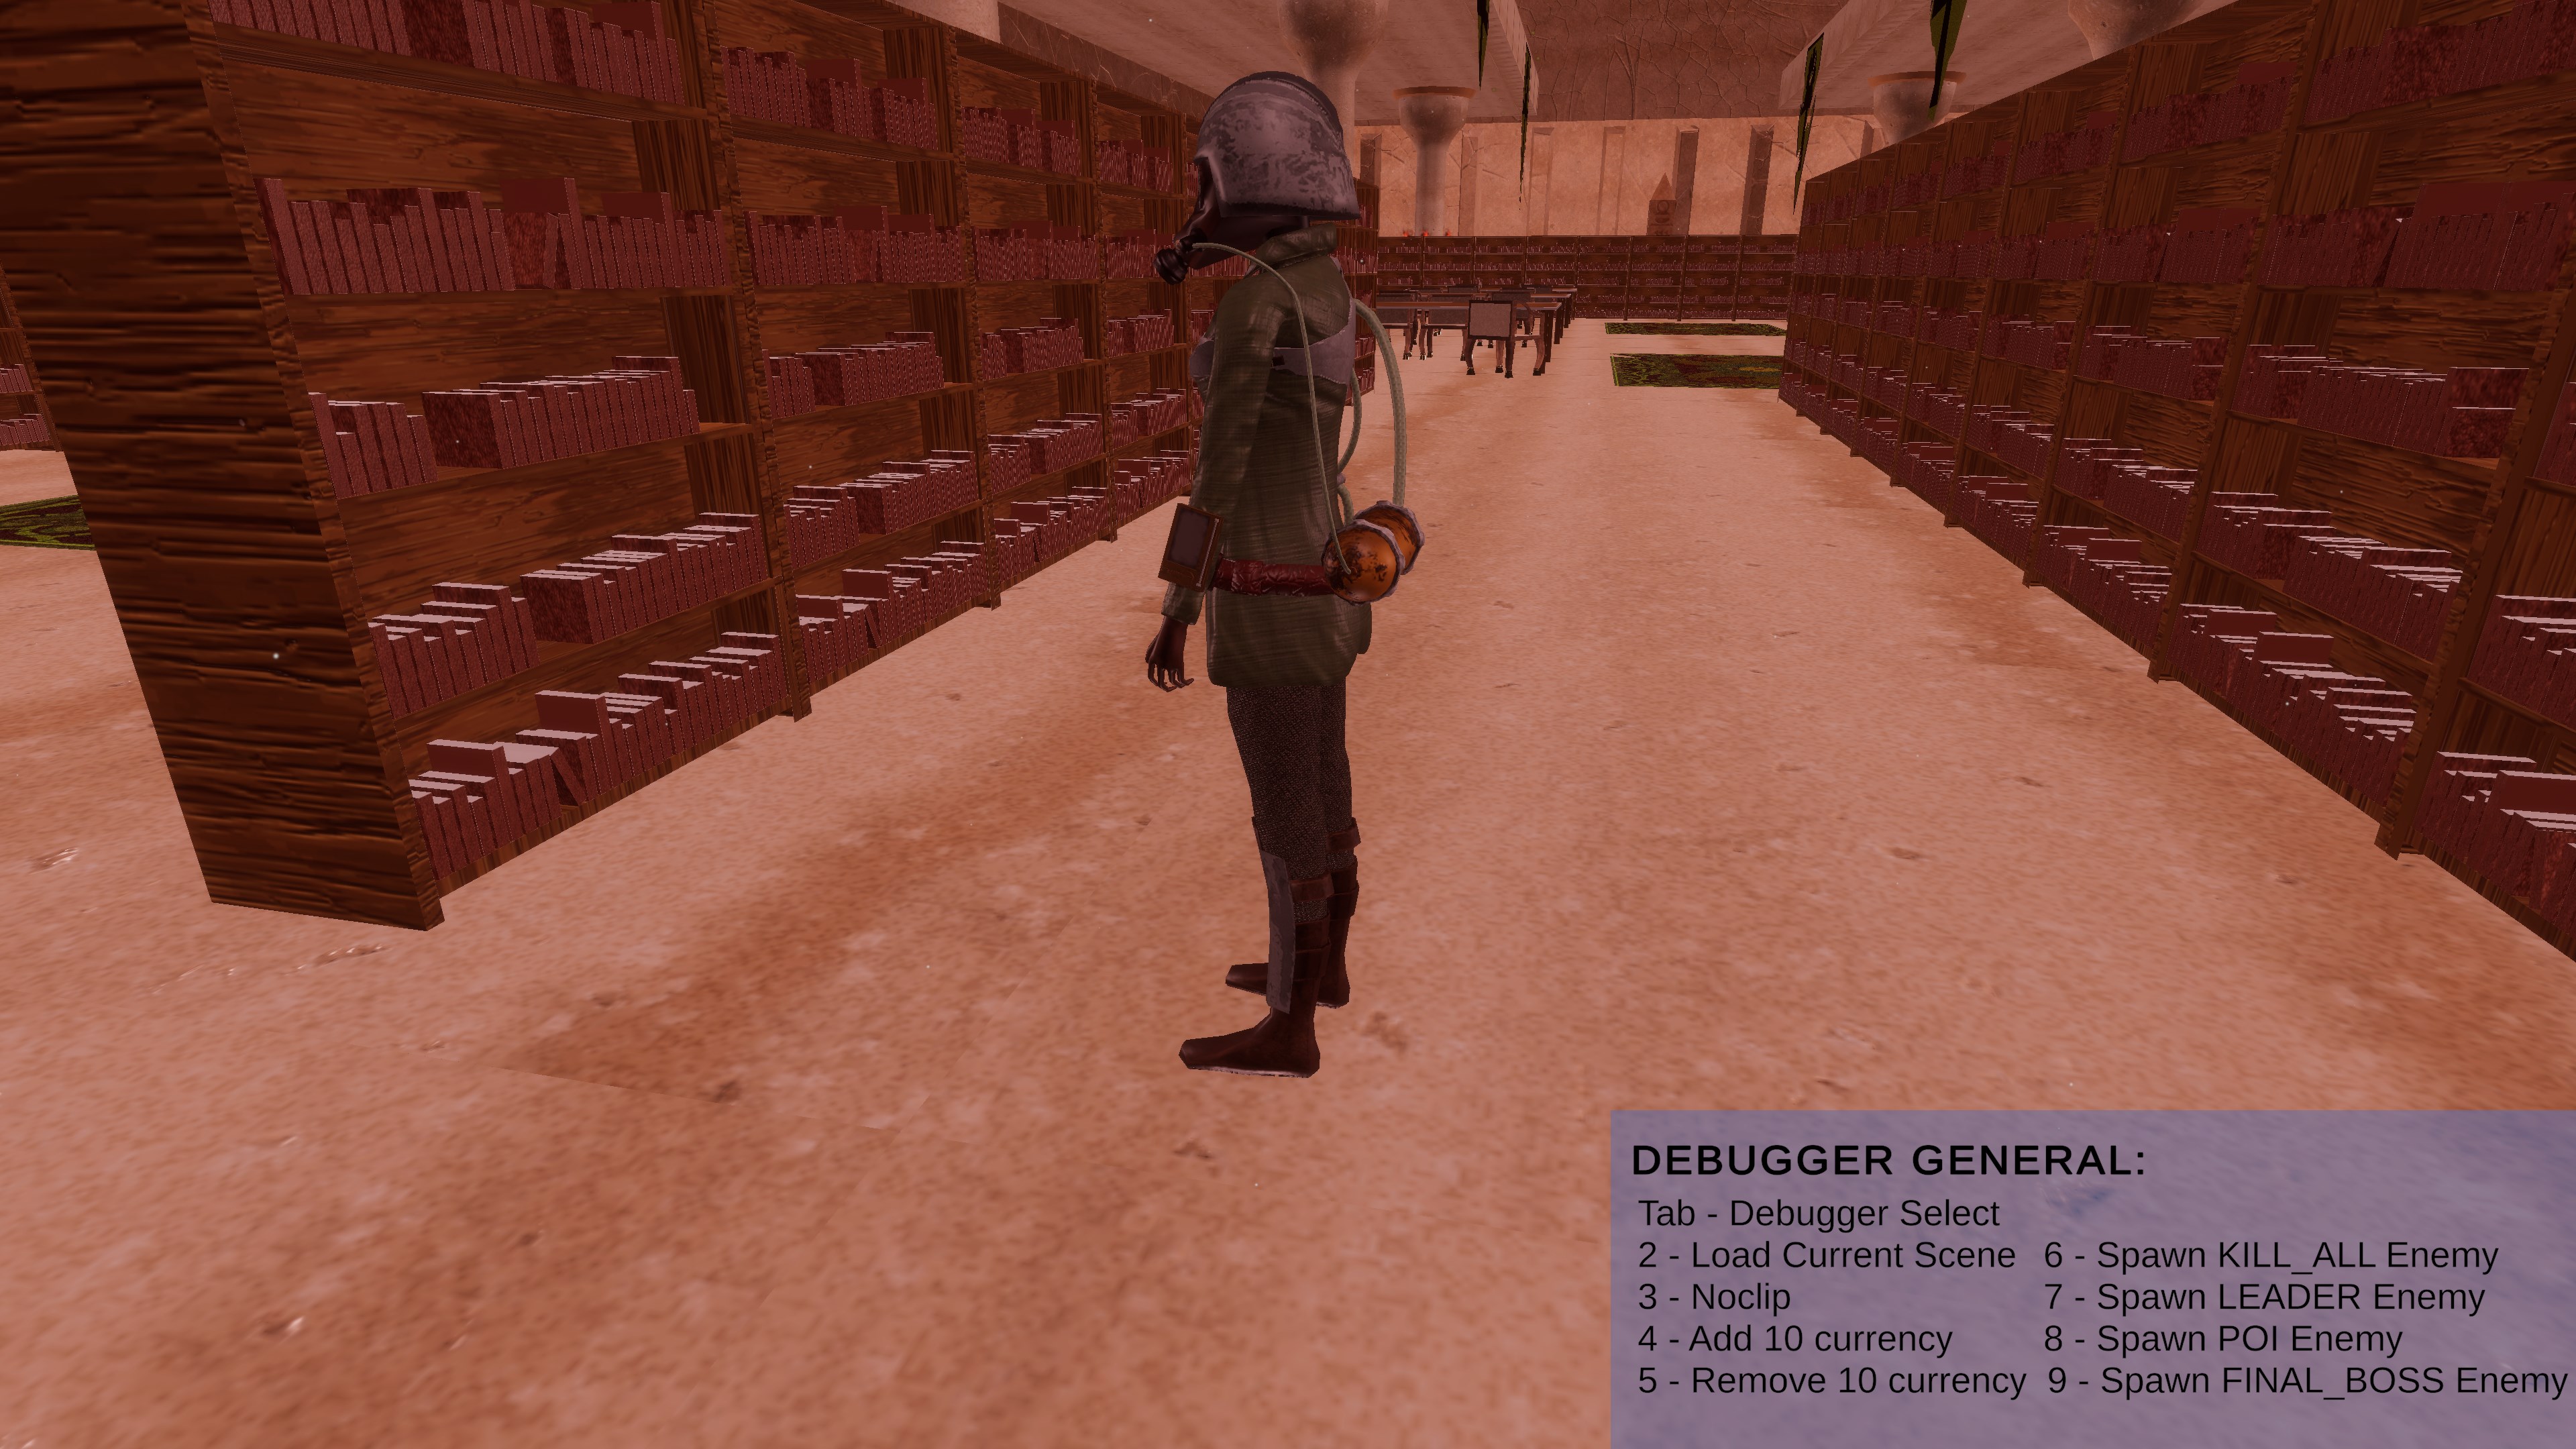 DEBUGGER GENERAL:
Tab - Debugger Select
2 - Load Current Scene
3 - Noclip
4 - Add 10 currency
5 - Remove 10 currency
6 - Spawn KILL_ALL Enemy
7 - Spawn LEADER Enemy
8 - Spawn POI Enemy
9 - Spawn FINAL_BOSS Enemy